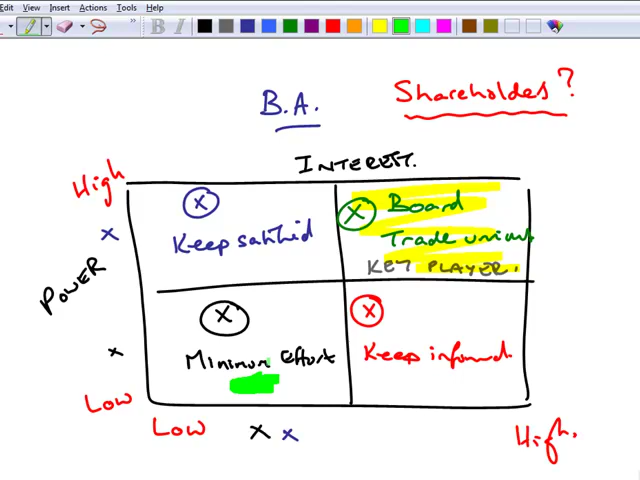 Edit View Insert Actions Tools Help
Shareholdes?
B.A.
INTEREST.
High
X
Keep satisfied
X Board
Trade unions
KEY PLAYER.
X
POWER
X
X
Minimum Effort
Keep informed
X
Low
Low
X X
High.